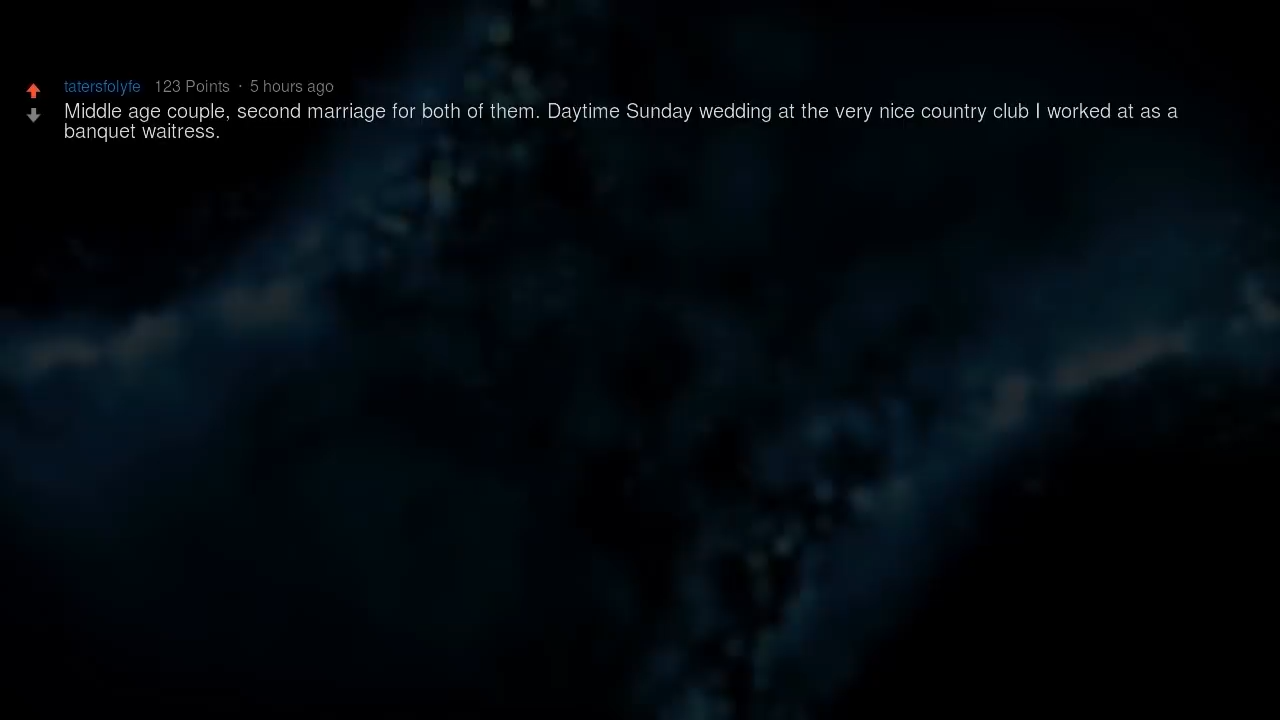 tatersfolyfe 123 Points · 5 hours ago
Middle age couple, second marriage for both of them. Daytime Sunday wedding at the very nice country club I worked at as a
banquet waitress.